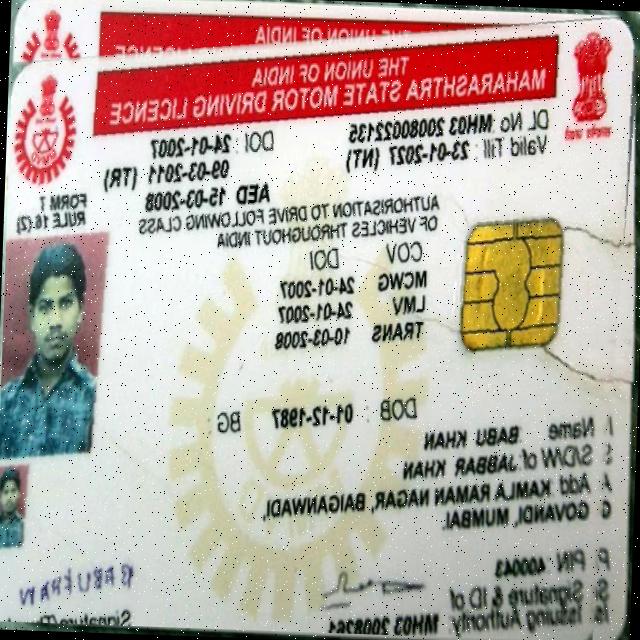 THE UNION OF INDIA
THE UNION OF INDIA
MAHARASHTRA STATE MOTOR DRIVING LICENCE
DL No MH03 20080022135 DOI : 24-01-2007
Valid Till : 23-01-2027 (NT) 09-03-2011 (TR)
AED 15-03-2008
FORM 7
RULE 16 (2)
AUTHORISATION TO DRIVE FOLLOWING CLASS
OF VEHICLES THROUGHOUT INDIA
COV DOI
MCWG 24-01-2007
LMV 24-01-2007
TRANS 10-03-2008
DOB : 01-12-1987 BG :
Name BABU KHAN
S/D/W of JABBAR KHAN
Add KAMLA RAMAN NAGAR, BAIGANWADI,
GOVANDI, MUMBAI.
PIN 400043
Signature & ID of
Issuing Authority MH03 2008261